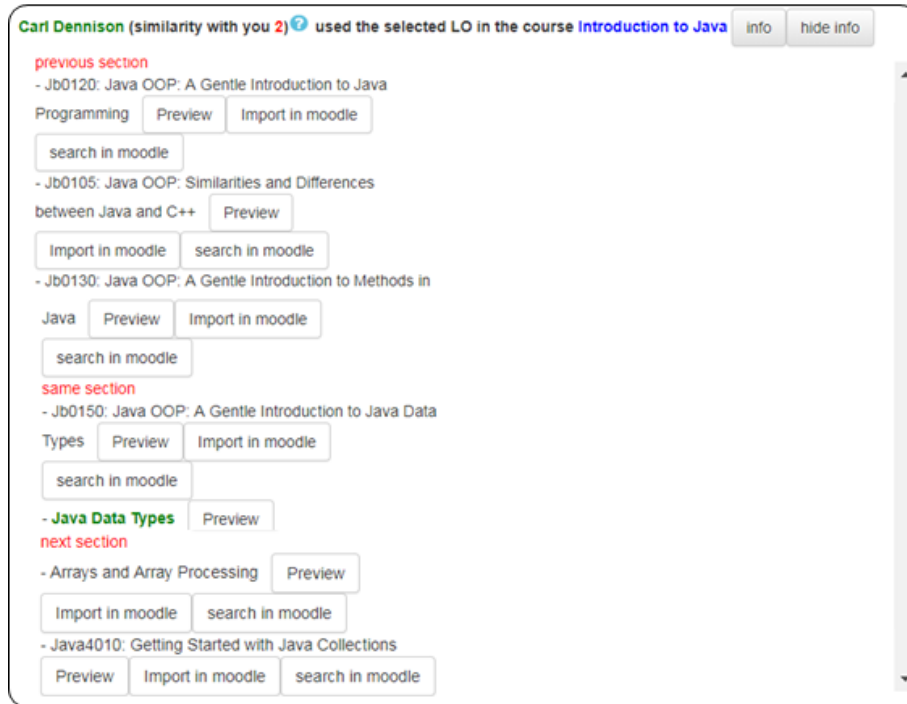 Carl Dennison (similarity with you 2)? used the selected LO in the course Introduction to Java info hide info
previous section
- Jb0120: Java OOP: A Gentle Introduction to Java
Programming Preview Import in moodle
search in moodle
- Jb0105: Java OOP: Similarities and Differences
between Java and C++ Preview
Import in moodle search in moodle
- Jb0130: Java OOP: A Gentle Introduction to Methods in
Java Preview Import in moodle
search in moodle
same section
- Jb0150: Java OOP: A Gentle Introduction to Java Data
Types Preview Import in moodle
search in moodle
- Java Data Types Preview
next section
- Arrays and Array Processing Preview
Import in moodle search in moodle
- Java4010: Getting Started with Java Collections
Preview Import in moodle search in moodle